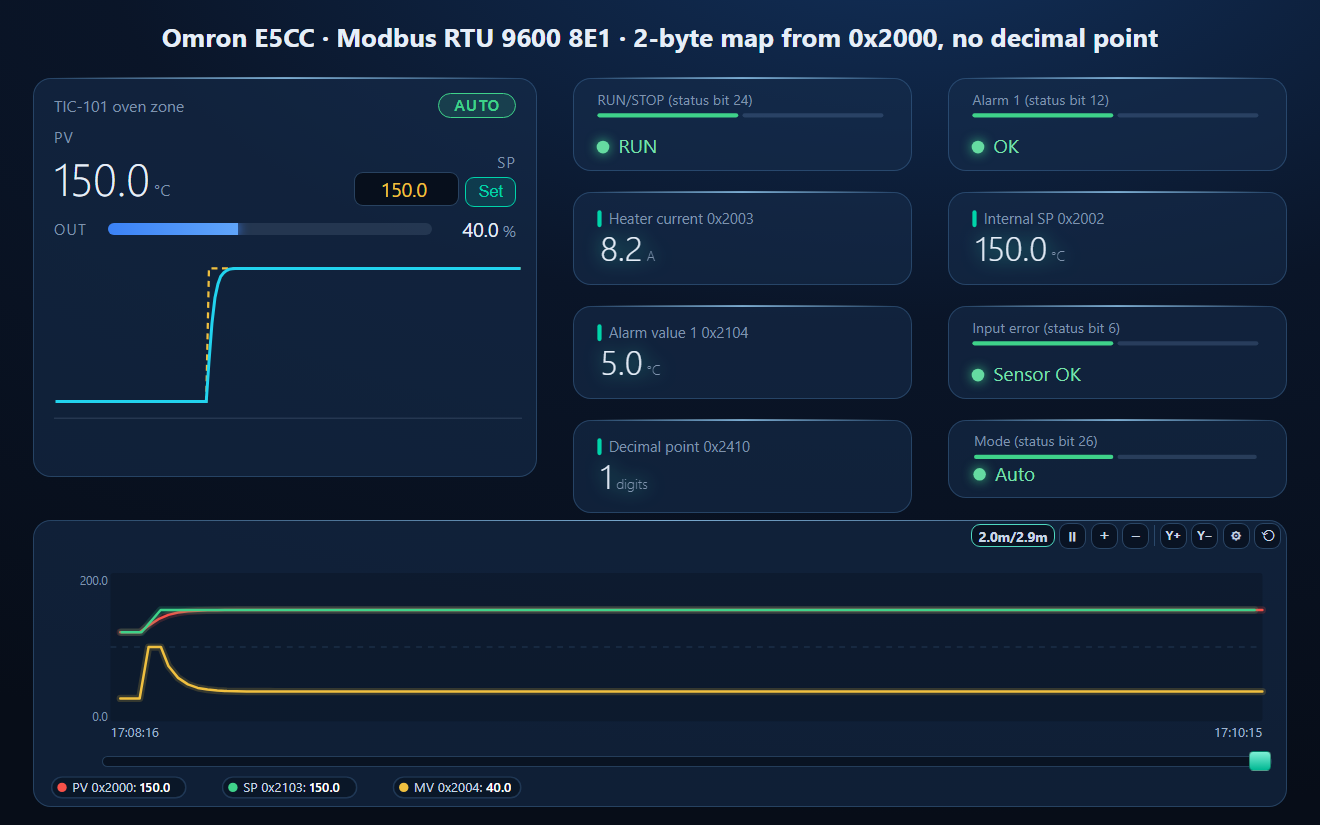 Omron E5CC · Modbus RTU 9600 8E1 · 2-byte map from 0x2000, no decimal point
TIC-101 oven zone
AUTO
PV
150.0 °C
SP
150.0
Set
OUT
40.0 %
RUN/STOP (status bit 24)
RUN
Alarm 1 (status bit 12)
OK
Heater current 0x2003
8.2 A
Internal SP 0x2002
150.0 °C
Alarm value 1 0x2104
5.0 °C
Input error (status bit 6)
Sensor OK
Decimal point 0x2410
1 digits
Mode (status bit 26)
Auto
2.0m/2.9m
+
−
Y+
Y−
200.0
0.0
17:08:16
17:10:15
PV 0x2000: 150.0
SP 0x2103: 150.0
MV 0x2004: 40.0